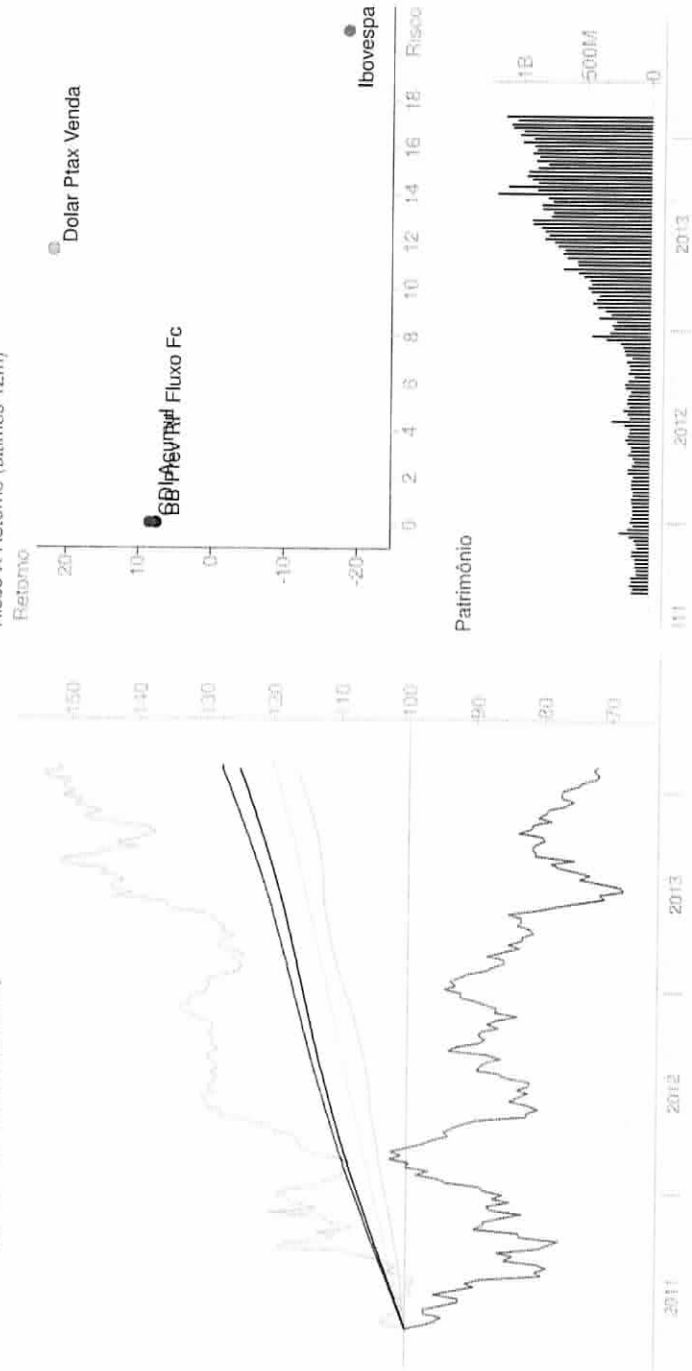 Risco X Retorno (últimos 12m)
Retorno
20
10
0
-10
-20
Dolar Ptax Venda
BB Prev RF Fluxo Fc
Ibovespa
0 2 4 6 8 10 12 14 16 18 Risco
150
140
130
120
110
100
90
80
70
2011 2012 2013
Patrimônio
1B
500M
0
2012 2013